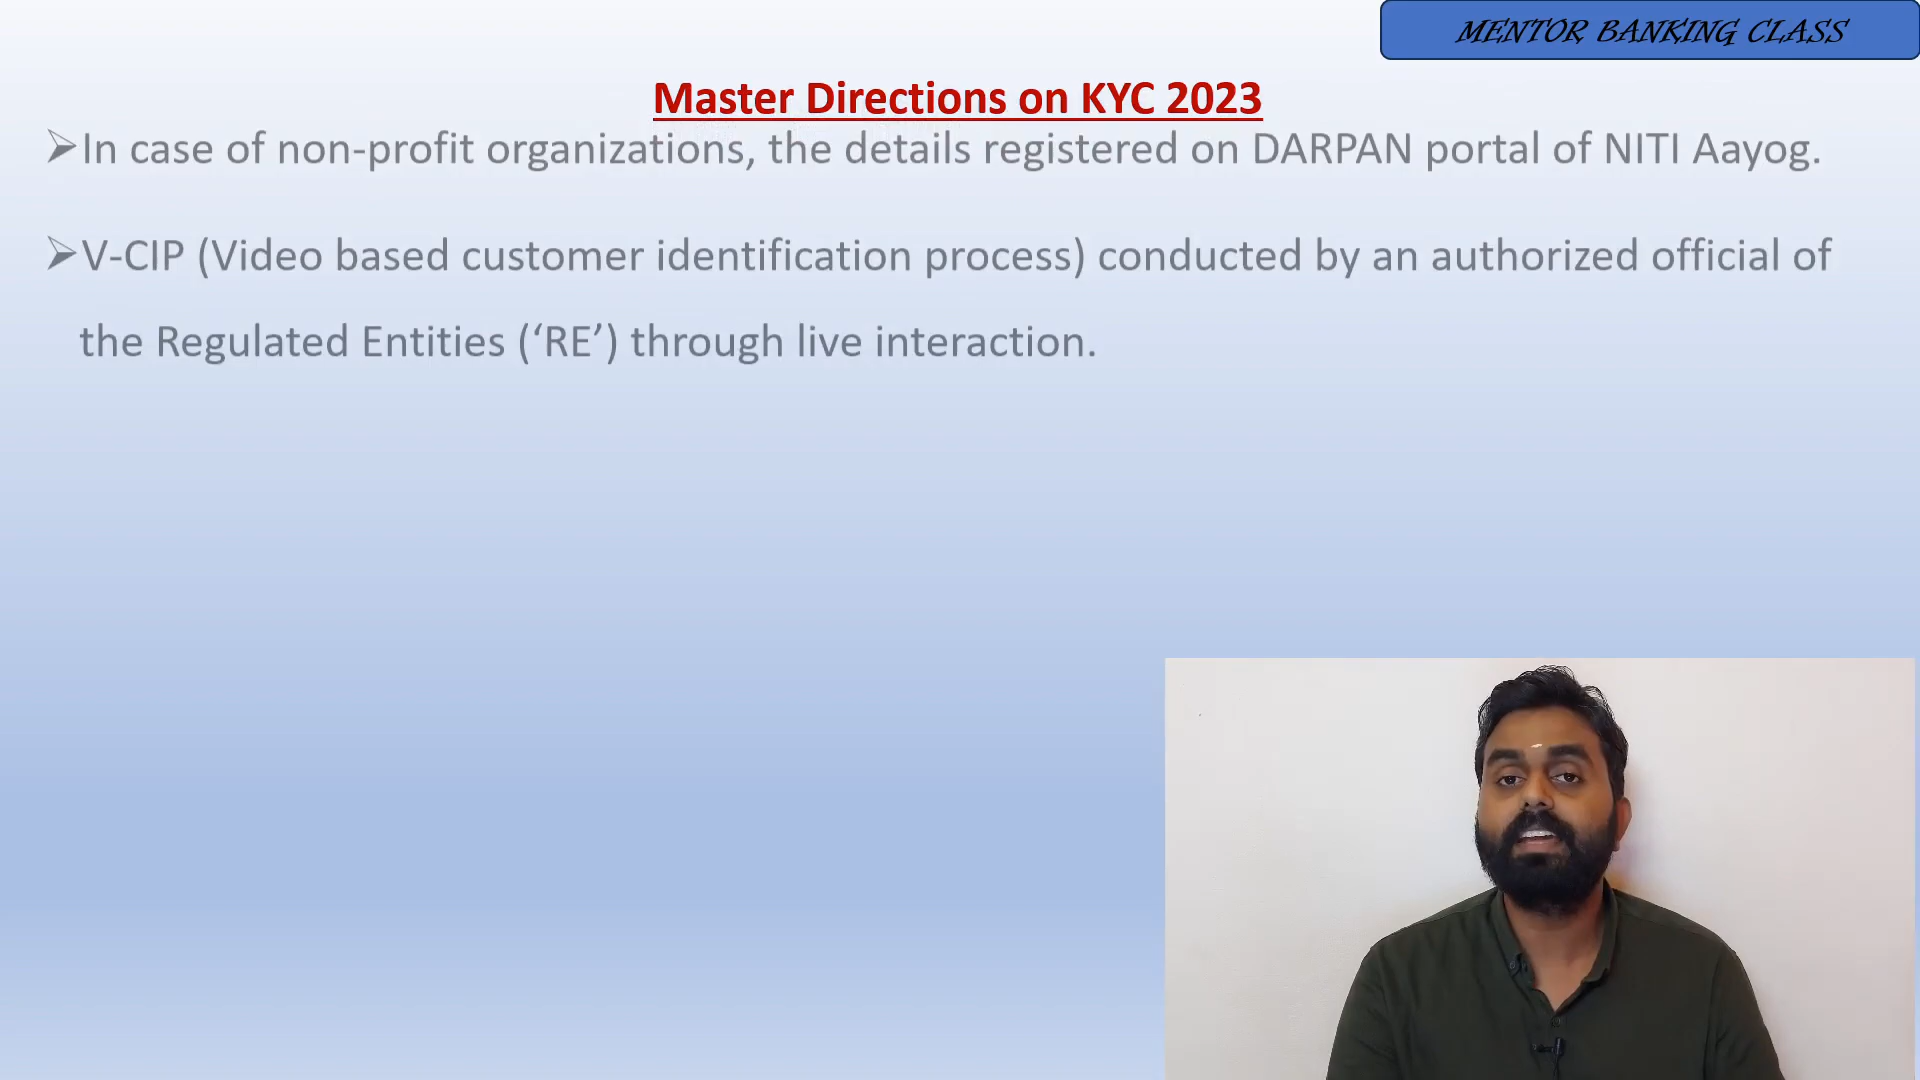 MENTOR BANKING CLASS
Master Directions on KYC 2023
➢In case of non-profit organizations, the details registered on DARPAN portal of NITI Aayog.
➢V-CIP (Video based customer identification process) conducted by an authorized official of
the Regulated Entities (‘RE’) through live interaction.